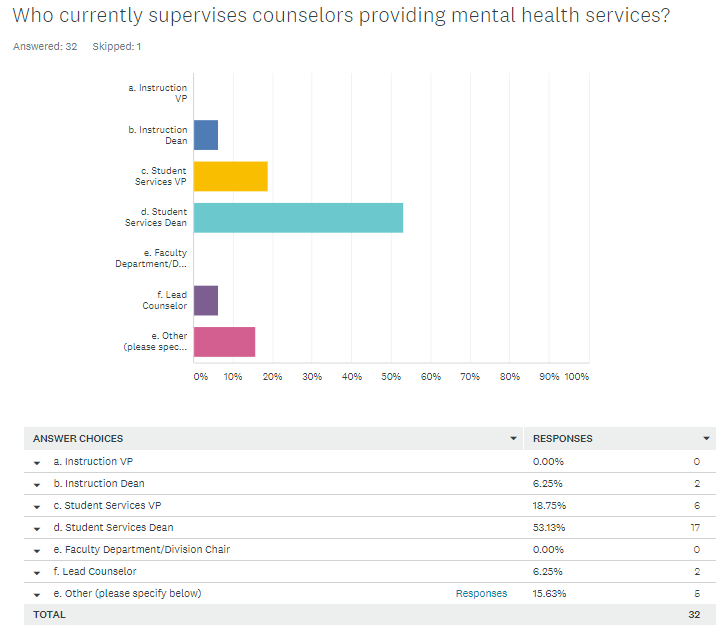 Who currently supervises counselors providing mental health services?
Answered: 32 Skipped: 1
a. Instruction
VP
b. Instruction
Dean
c. Student
Services VP
d. Student
Services Dean
e. Faculty
Department/D...
f. Lead
Counselor
e. Other
(please spec...
0% 10% 20% 30% 40% 50% 60% 70% 80% 90% 100%
ANSWER CHOICES RESPONSES
a. Instruction VP 0.00% 0
b. Instruction Dean 6.25% 2
c. Student Services VP 18.75% 6
d. Student Services Dean 53.13% 17
e. Faculty Department/Division Chair 0.00% 0
f. Lead Counselor 6.25% 2
e. Other (please specify below) Responses 15.63% 5
TOTAL 32